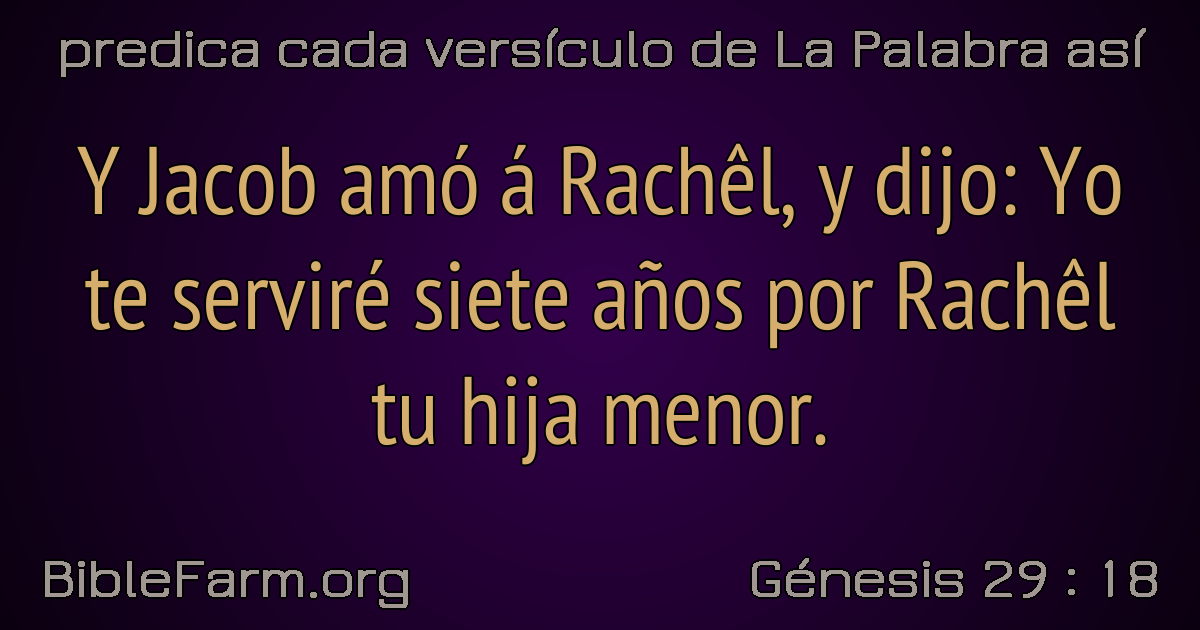 predica cada versículo de La Palabra así
Y Jacob amó á Rachêl, y dijo: Yo
te serviré siete años por Rachêl
tu hija menor.
BibleFarm.org
Génesis 29 : 18